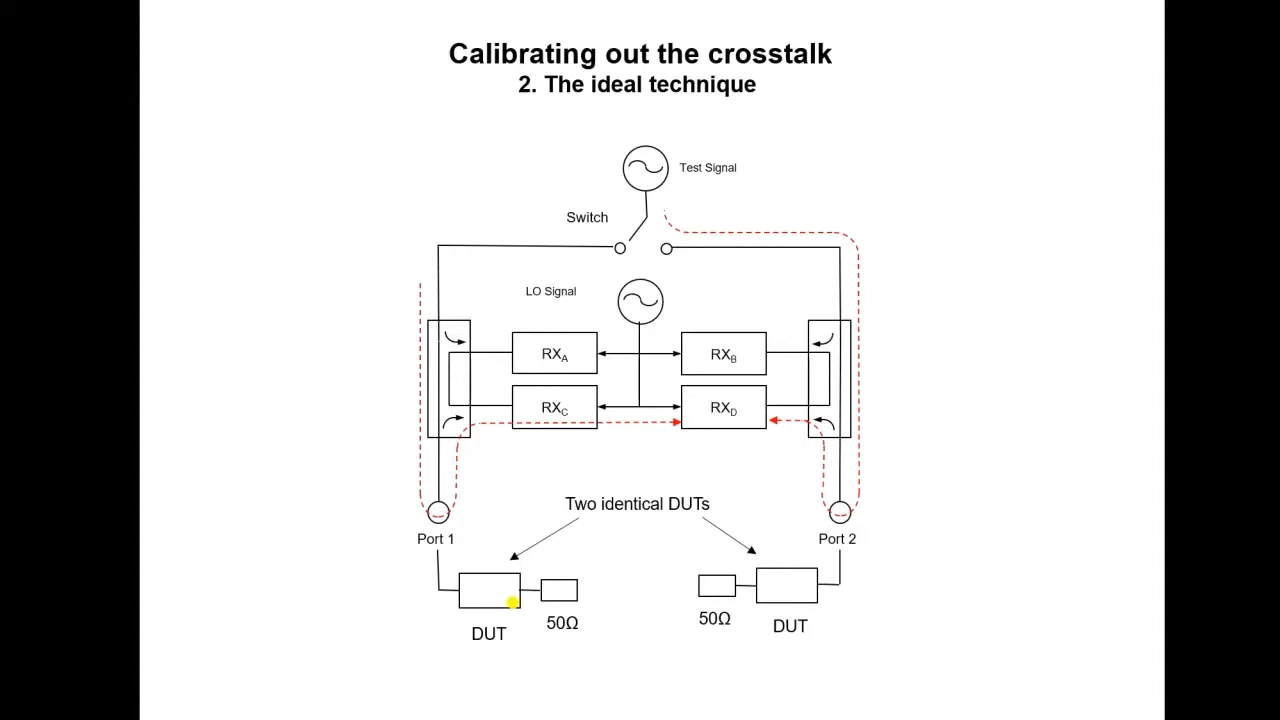 Calibrating out the crosstalk
2. The ideal technique
Test Signal
Switch
LO Signal
RXA
RXB
RXC
RXD
Two identical DUTs
Port 1
Port 2
50Ω
50Ω
DUT
DUT